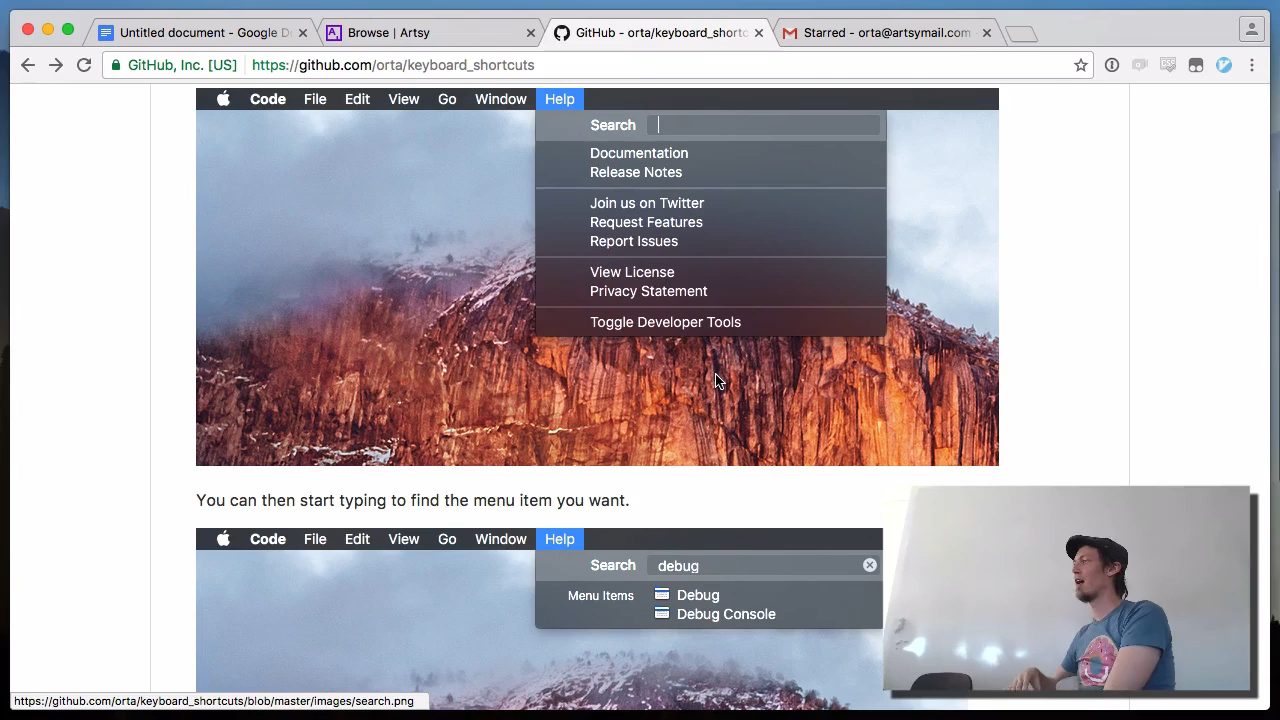 Untitled document - Google D
Browse | Artsy
GitHub - orta/keyboard_shortc
Starred - orta@artsymail.com
GitHub, Inc. [US]
https://github.com/orta/keyboard_shortcuts
Code File Edit View Go Window Help
Search
Documentation
Release Notes
Join us on Twitter
Request Features
Report Issues
View License
Privacy Statement
Toggle Developer Tools
You can then start typing to find the menu item you want.
Code File Edit View Go Window Help
Search debug
Menu Items Debug
Debug Console
https://github.com/orta/keyboard_shortcuts/blob/master/images/search.png